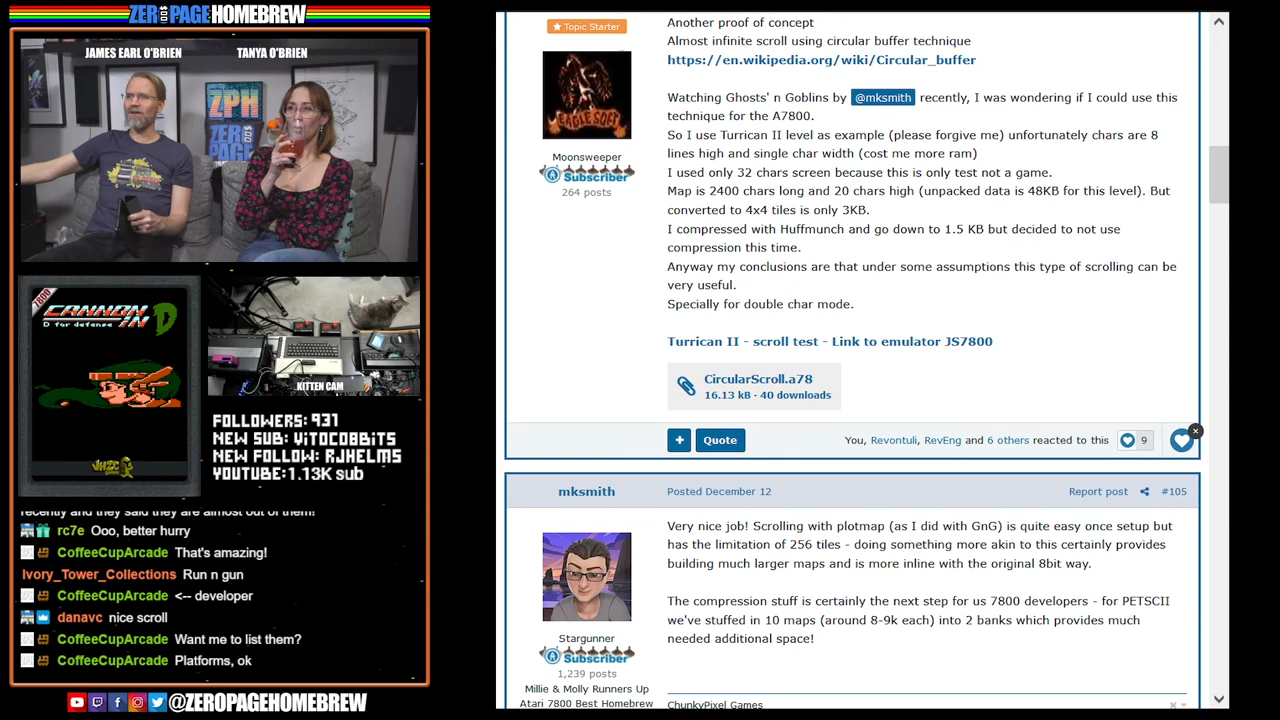 ZERO PAGE HOMEBREW
JAMES EARL O'BRIEN
TANYA O'BRIEN
ZPH
ZERO
PAGE
7800
CANNON
IN D
D for defense
KITTEN CAM
FOLLOWERS: 931
NEW SUB: VITOCO8BITS
NEW FOLLOW: RJHELMS
YOUTUBE:1.13K sub
recently and they said they are almost out of them!
rc7e Ooo, better hurry
CoffeeCupArcade That's amazing!
Ivory_Tower_Collections Run n gun
CoffeeCupArcade <-- developer
danavc nice scroll
CoffeeCupArcade Want me to list them?
CoffeeCupArcade Platforms, ok
@ZEROPAGEHOMEBREW
Topic Starter
EAGLE SOFT
Moonsweeper
Subscriber
264 posts
Another proof of concept
Almost infinite scroll using circular buffer technique
https://en.wikipedia.org/wiki/Circular_buffer
Watching Ghosts' n Goblins by @mksmith recently, I was wondering if I could use this
technique for the A7800.
So I use Turrican II level as example (please forgive me) unfortunately chars are 8
lines high and single char width (cost me more ram)
I used only 32 chars screen because this is only test not a game.
Map is 2400 chars long and 20 chars high (unpacked data is 48KB for this level). But
converted to 4x4 tiles is only 3KB.
I compressed with Huffmunch and go down to 1.5 KB but decided to not use
compression this time.
Anyway my conclusions are that under some assumptions this type of scrolling can be
very useful.
Specially for double char mode.
Turrican II - scroll test - Link to emulator JS7800
CircularScroll.a78
16.13 kB · 40 downloads
+ Quote
You, Revontuli, RevEng and 6 others reacted to this
9
mksmith
Posted December 12
Report post
#105
Stargunner
Subscriber
1,239 posts
Millie & Molly Runners Up
Atari 7800 Best Homebrew
Very nice job! Scrolling with plotmap (as I did with GnG) is quite easy once setup but
has the limitation of 256 tiles - doing something more akin to this certainly provides
building much larger maps and is more inline with the original 8bit way.
The compression stuff is certainly the next step for us 7800 developers - for PETSCII
we've stuffed in 10 maps (around 8-9k each) into 2 banks which provides much
needed additional space!
ChunkyPixel Games